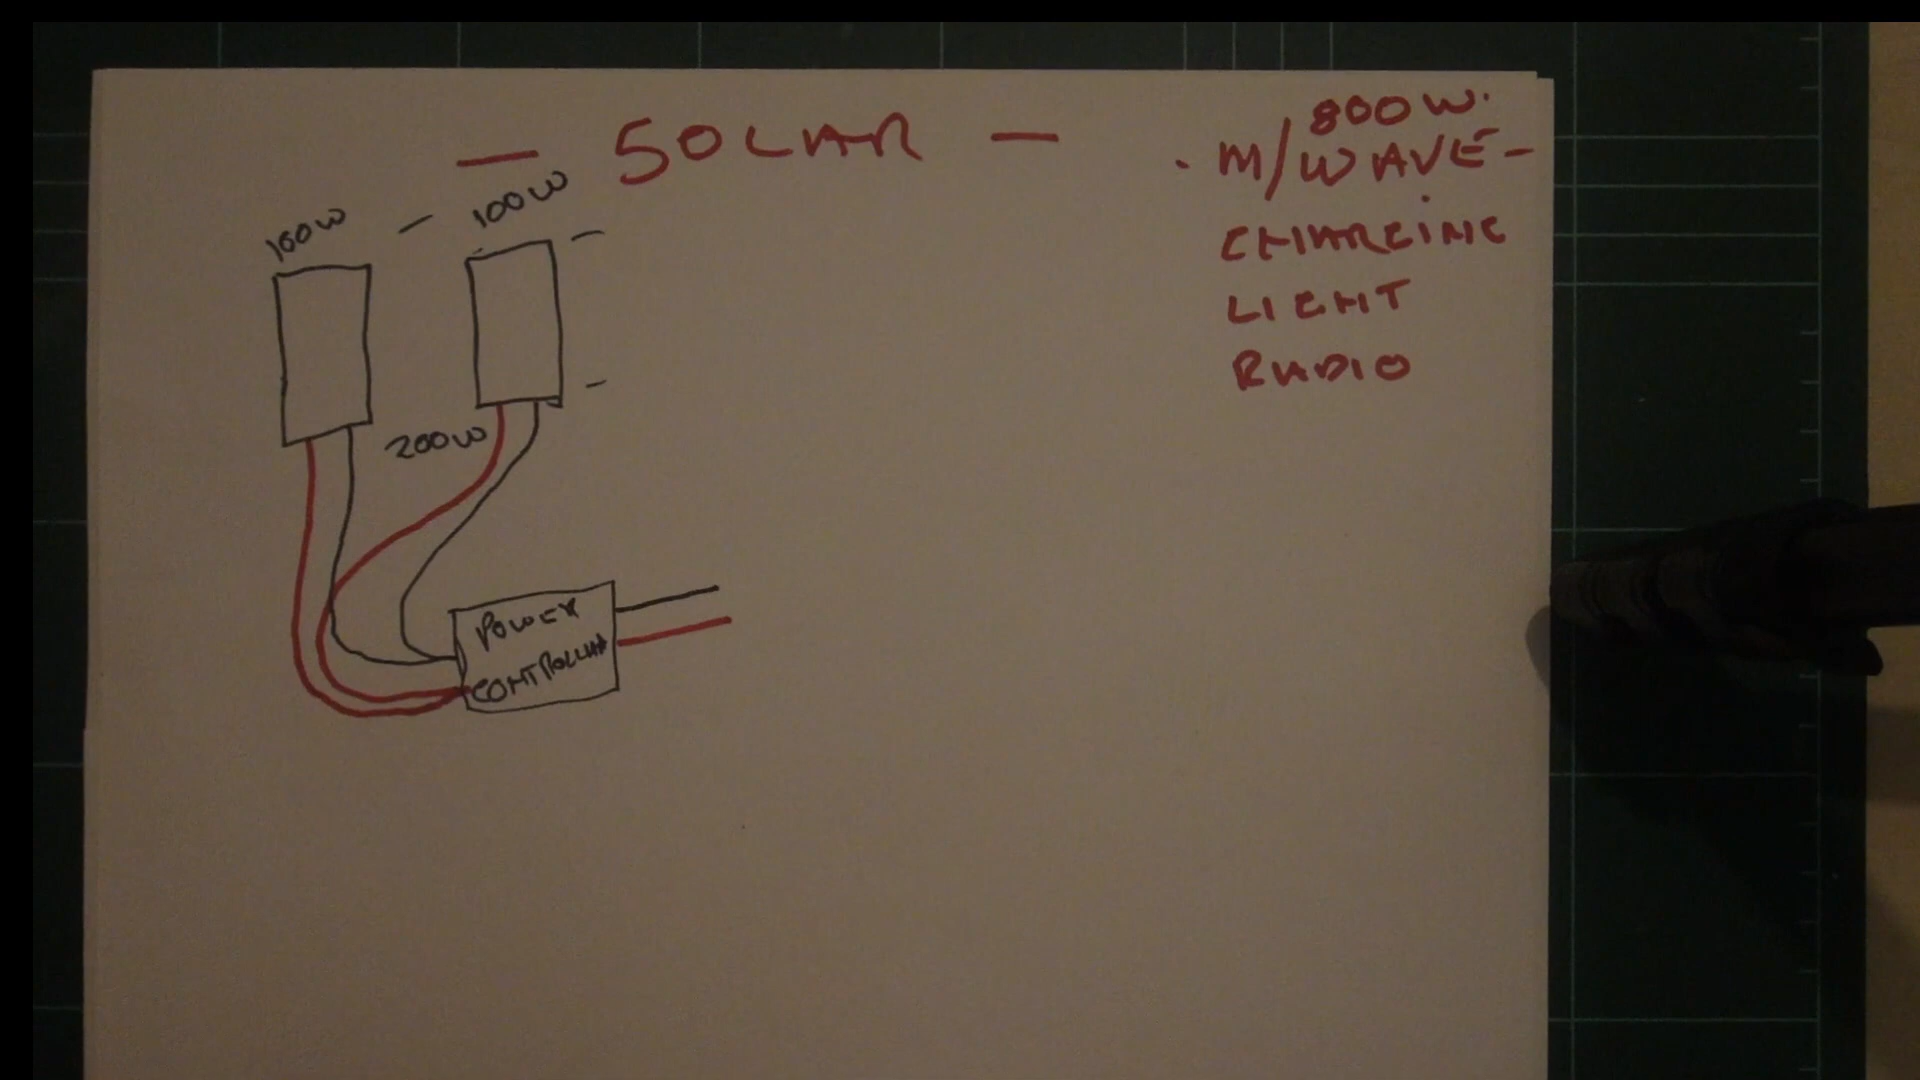 - SOLAR -
100W - 100W
200W
POWER
CONTROLLER
800W.
. M/WAVE -
CHARGING
LIGHT
RADIO